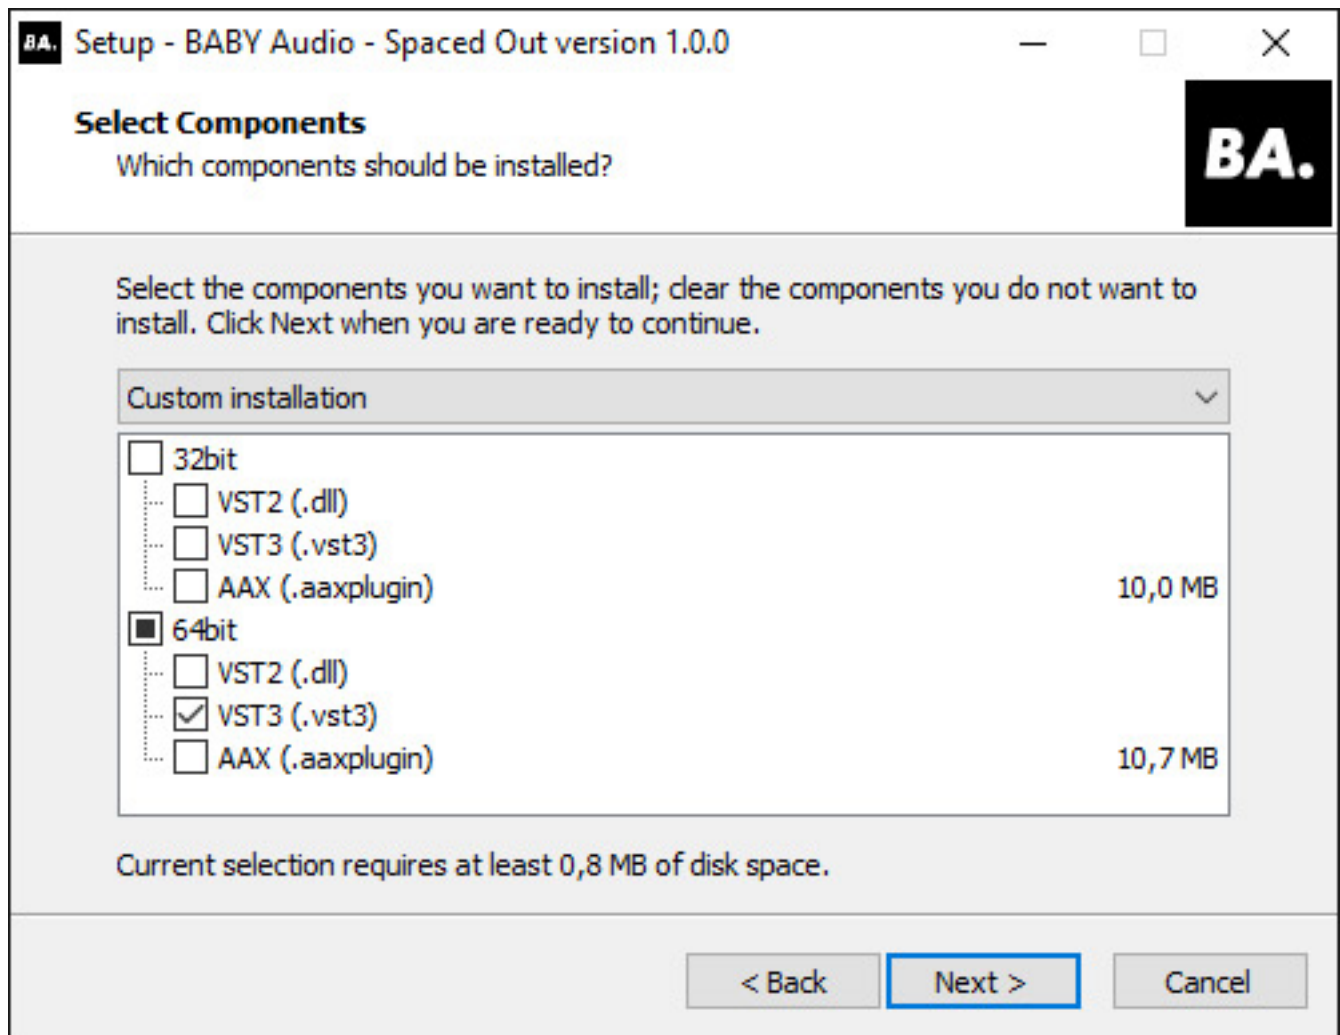 BA. Setup - BABY Audio - Spaced Out version 1.0.0
Select Components
Which components should be installed?
BA.
Select the components you want to install; clear the components you do not want to
install. Click Next when you are ready to continue.
Custom installation
32bit
VST2 (.dll)
VST3 (.vst3)
AAX (.aaxplugin) 10,0 MB
64bit
VST2 (.dll)
VST3 (.vst3)
AAX (.aaxplugin) 10,7 MB
Current selection requires at least 0,8 MB of disk space.
< Back Next > Cancel